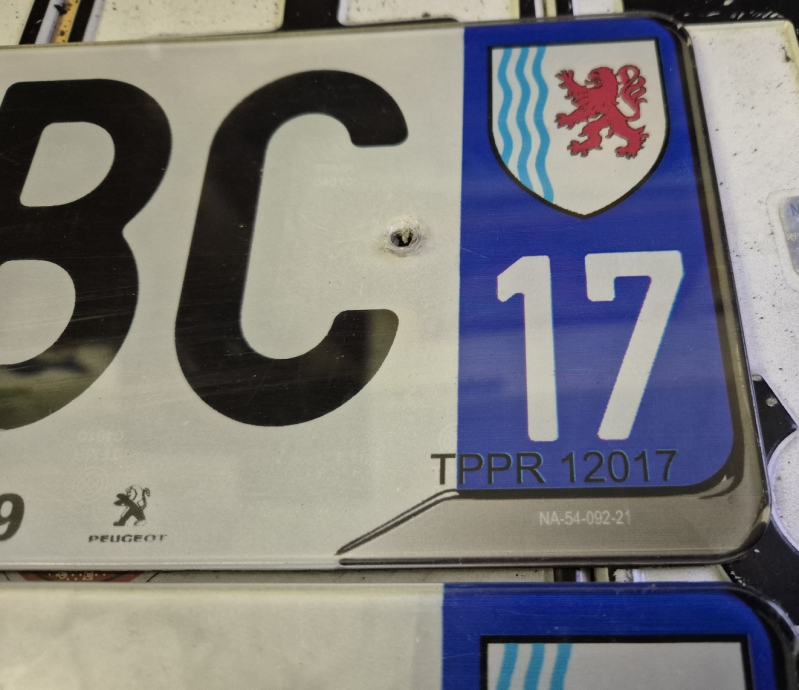 BC
17
TPPR 12017
9
PEUGEOT
NA-54-092-21